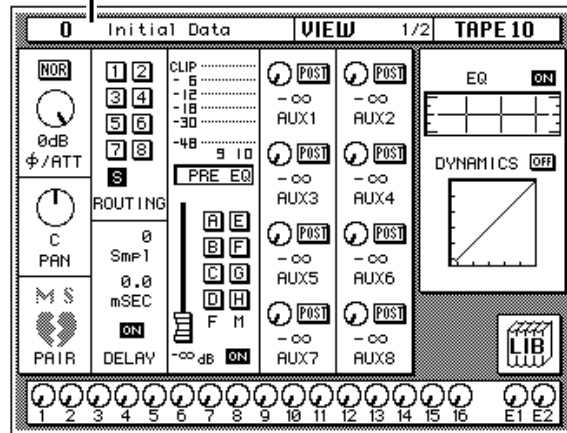 0 Initial Data VIEW 1/2 TAPE10
NOR
0dB
ϕ/ATT
C
PAN
M S
PAIR
1 2
3 4
5 6
7 8
S
ROUTING
0
Smpl
0.0
mSEC
ON
DELAY
CLIP
- 6
-12
-18
-30
-48
9 10
PRE EQ
A E
B F
C G
D H
F M
-∞ dB ON
POST POST
-∞ -∞
AUX1 AUX2
POST POST
-∞ -∞
AUX3 AUX4
POST POST
-∞ -∞
AUX5 AUX6
POST POST
-∞ -∞
AUX7 AUX8
EQ ON
DYNAMICS OFF
LIB
1 2 3 4 5 6 7 8 9 10 11 12 13 14 15 16 E1 E2